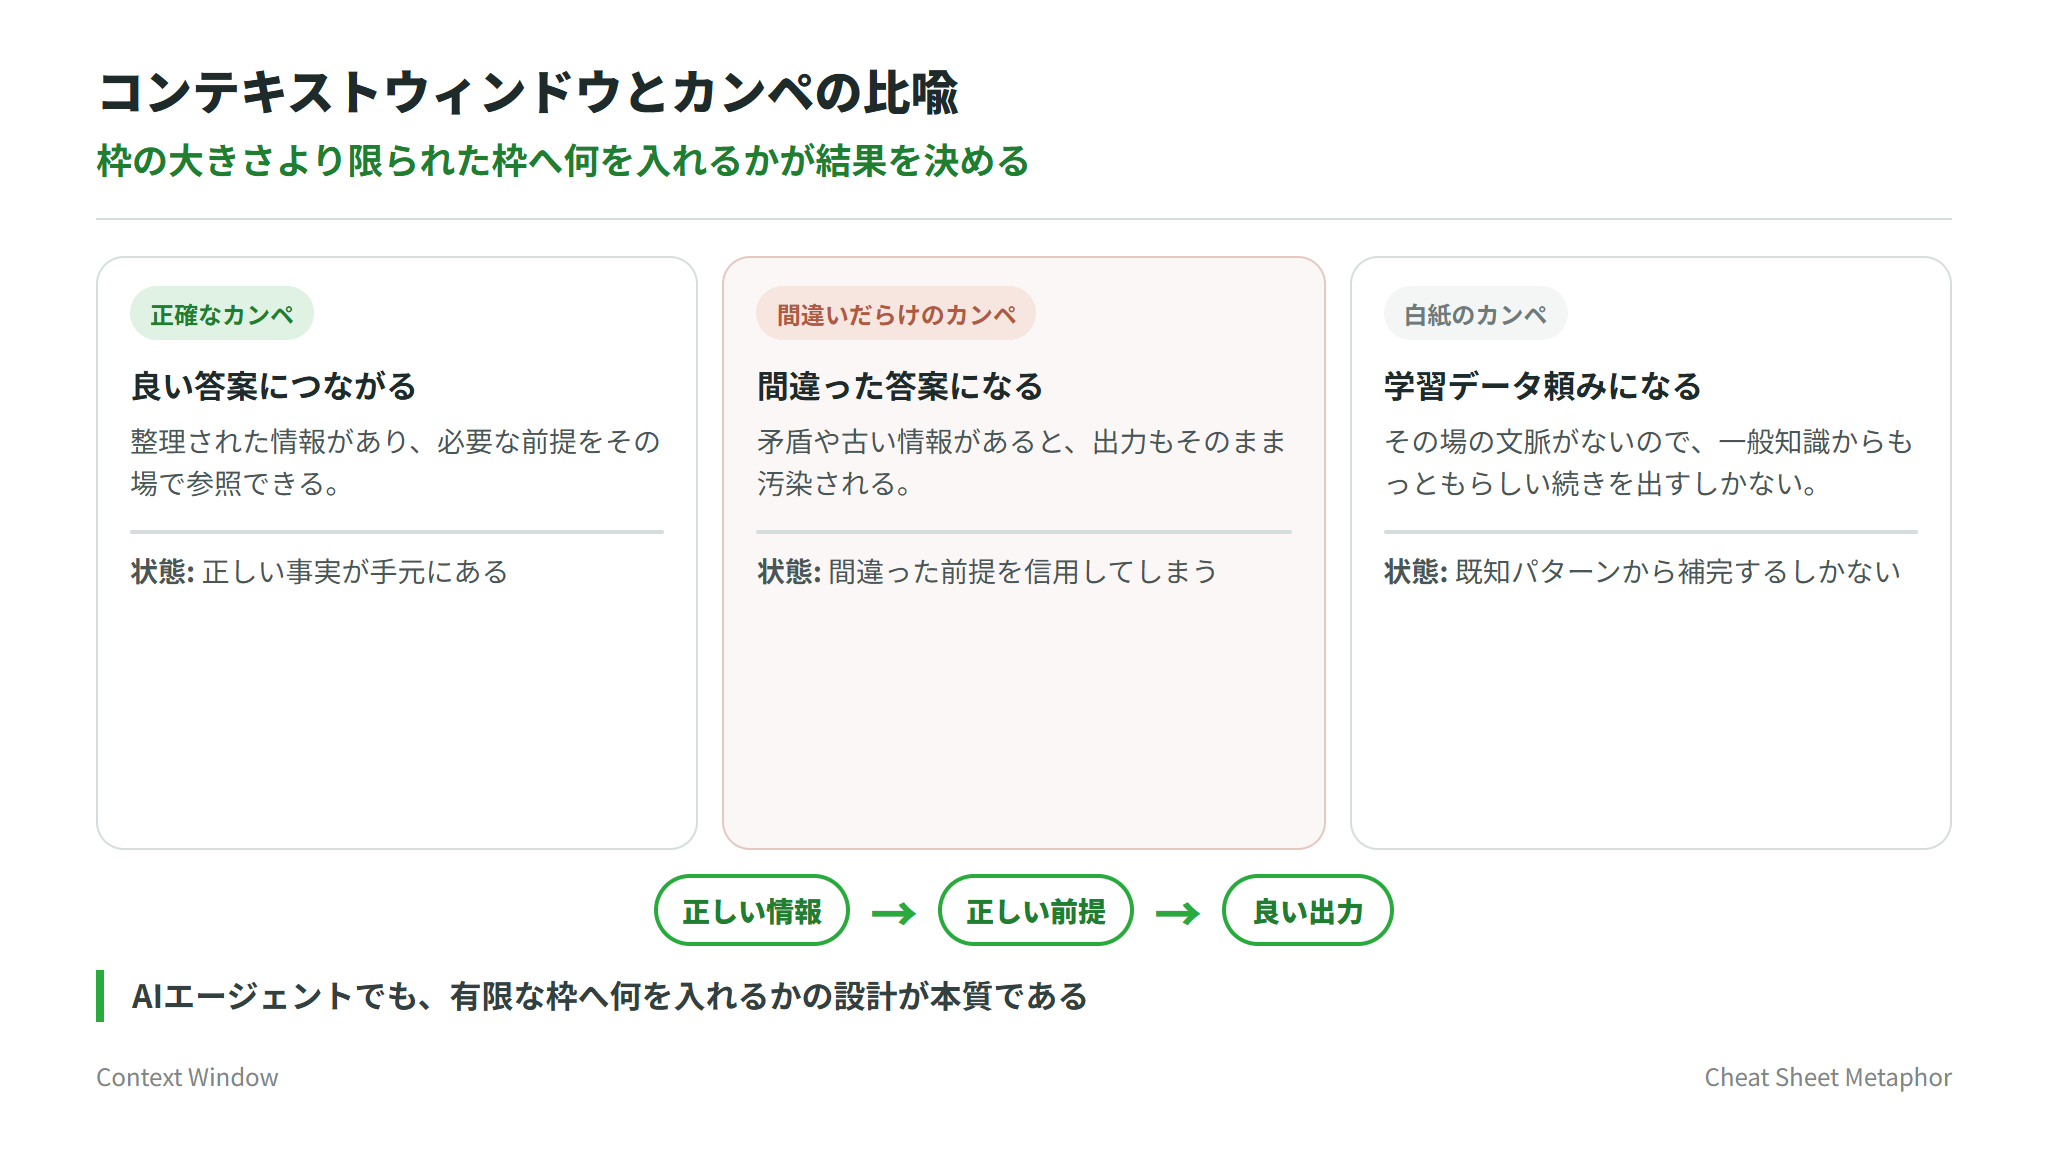 コンテキストウィンドウとカンペの比喩
枠の大きさより限られた枠へ何を入れるかが結果を決める
正確なカンペ
良い答案につながる
整理された情報があり、必要な前提をその
場で参照できる。
状態: 正しい事実が手元にある
間違いだらけのカンペ
間違った答案になる
矛盾や古い情報があると、出力もそのまま
汚染される。
状態: 間違った前提を信用してしまう
白紙のカンペ
学習データ頼みになる
その場の文脈がないので、一般知識からも
っともらしい続きを出すしかない。
状態: 既知パターンから補完するしかない
正しい情報 → 正しい前提 → 良い出力
AIエージェントでも、有限な枠へ何を入れるかの設計が本質である
Context Window
Cheat Sheet Metaphor